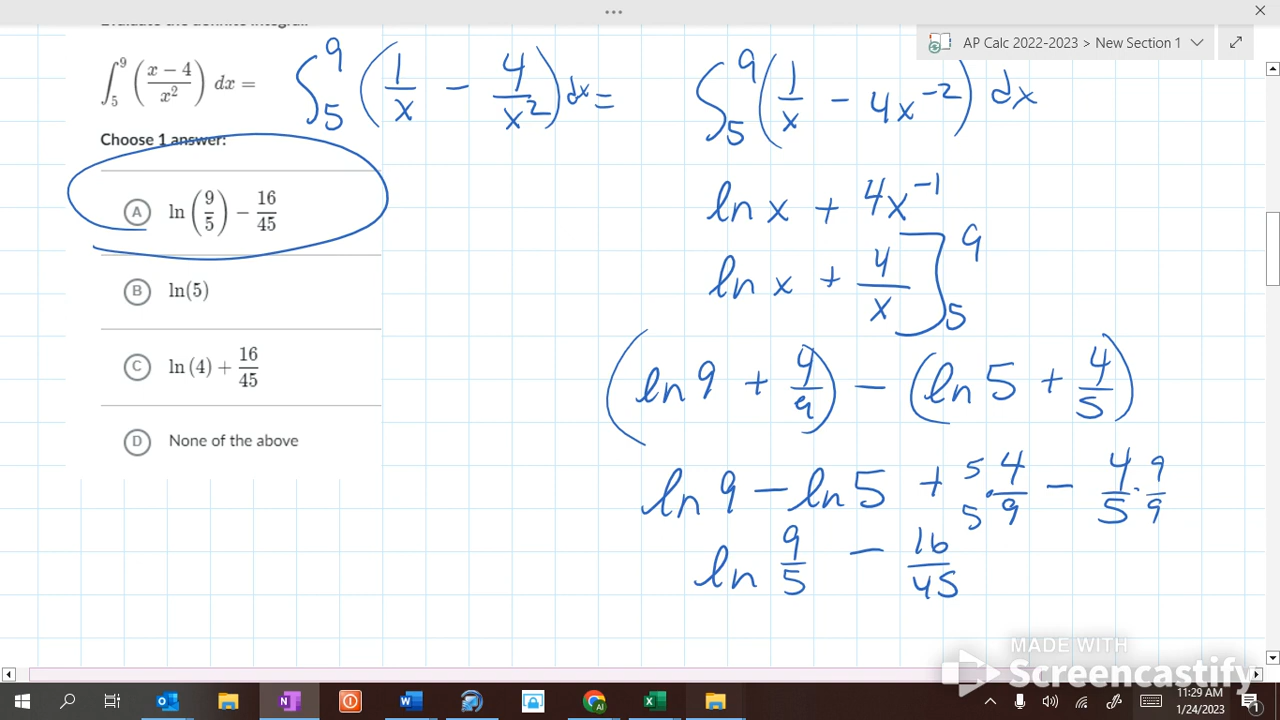 ...
Evaluate the definite integral.
AP Calc 2022-2023 > New Section 1
∫₅⁹ ( (x − 4)/x² ) dx = ∫₅⁹ ( 1/x − 4/x² ) dx = ∫₅⁹ ( 1/x − 4x⁻² ) dx
Choose 1 answer:
A ln(9/5) − 16/45
B ln(5)
C ln(4) + 16/45
D None of the above
ln x + 4x⁻¹
ln x + 4/x ]₅⁹
(ln 9 + 4/9) − (ln 5 + 4/5)
ln 9 − ln 5 + 5/5 · 4/9 − 4/5 · 9/9
ln 9/5 − 16/45
MADE WITH
Screencastify
11:29 AM
1/24/2023